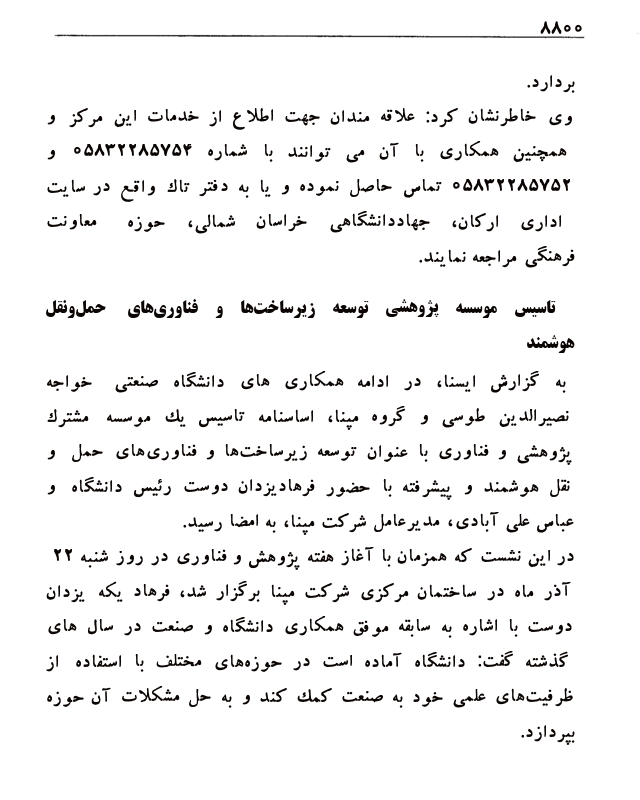 ۸۸۰۰
بردارد.
وی خاطرنشان کرد: علاقه مندان جهت اطلاع از خدمات این مرکز و
همچنین همکاری با آن می توانند با شماره ۰۵۸۳۲۲۸۵۷۵۴ و
۰۵۸۳۲۲۸۵۷۵۲ تماس حاصل نموده و یا به دفتر تاك واقع در سایت
اداری ارکان، جهاددانشگاهی خراسان شمالی، حوزه معاونت
فرهنگی مراجعه نمایند.
تاسیس موسسه پژوهشی توسعه زیرساخت‌ها و فناوری‌های حمل‌ونقل
هوشمند
به گزارش ایسنا، در ادامه همکاری های دانشگاه صنعتی خواجه
نصیرالدین طوسی و گروه مپنا، اساسنامه تاسیس یك موسسه مشترك
پژوهشی و فناوری با عنوان توسعه زیرساخت‌ها و فناوری‌های حمل و
نقل هوشمند و پیشرفته با حضور فرهادیزدان دوست رئیس دانشگاه و
عباس علی آبادی، مدیرعامل شرکت مپنا، به امضا رسید.
در این نشست که همزمان با آغاز هفته پژوهش و فناوری در روز شنبه ۲۲
آذر ماه در ساختمان مرکزی شرکت مپنا برگزار شد، فرهاد یکه یزدان
دوست با اشاره به سابقه موفق همکاری دانشگاه و صنعت در سال های
گذشته گفت: دانشگاه آماده است در حوزه‌های مختلف با استفاده از
ظرفیت‌های علمی خود به صنعت کمك کند و به حل مشکلات آن حوزه
بپردازد.